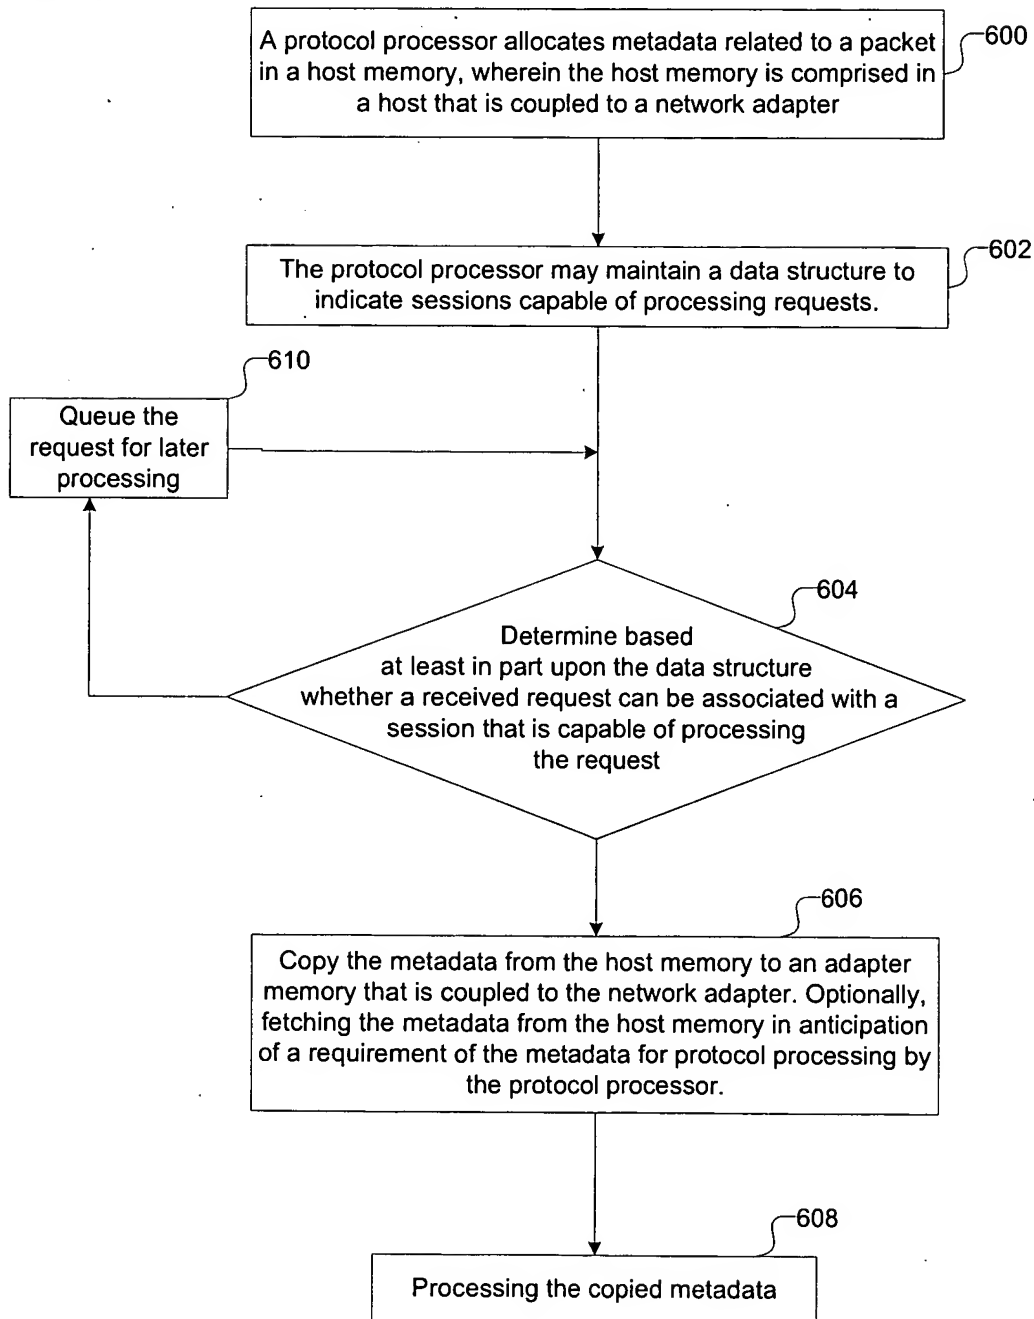 A protocol processor allocates metadata related to a packet
in a host memory, wherein the host memory is comprised in
a host that is coupled to a network adapter
600
The protocol processor may maintain a data structure to
indicate sessions capable of processing requests.
602
610
Queue the
request for later
processing
604
Determine based
at least in part upon the data structure
whether a received request can be associated with a
session that is capable of processing
the request
606
Copy the metadata from the host memory to an adapter
memory that is coupled to the network adapter. Optionally,
fetching the metadata from the host memory in anticipation
of a requirement of the metadata for protocol processing by
the protocol processor.
608
Processing the copied metadata